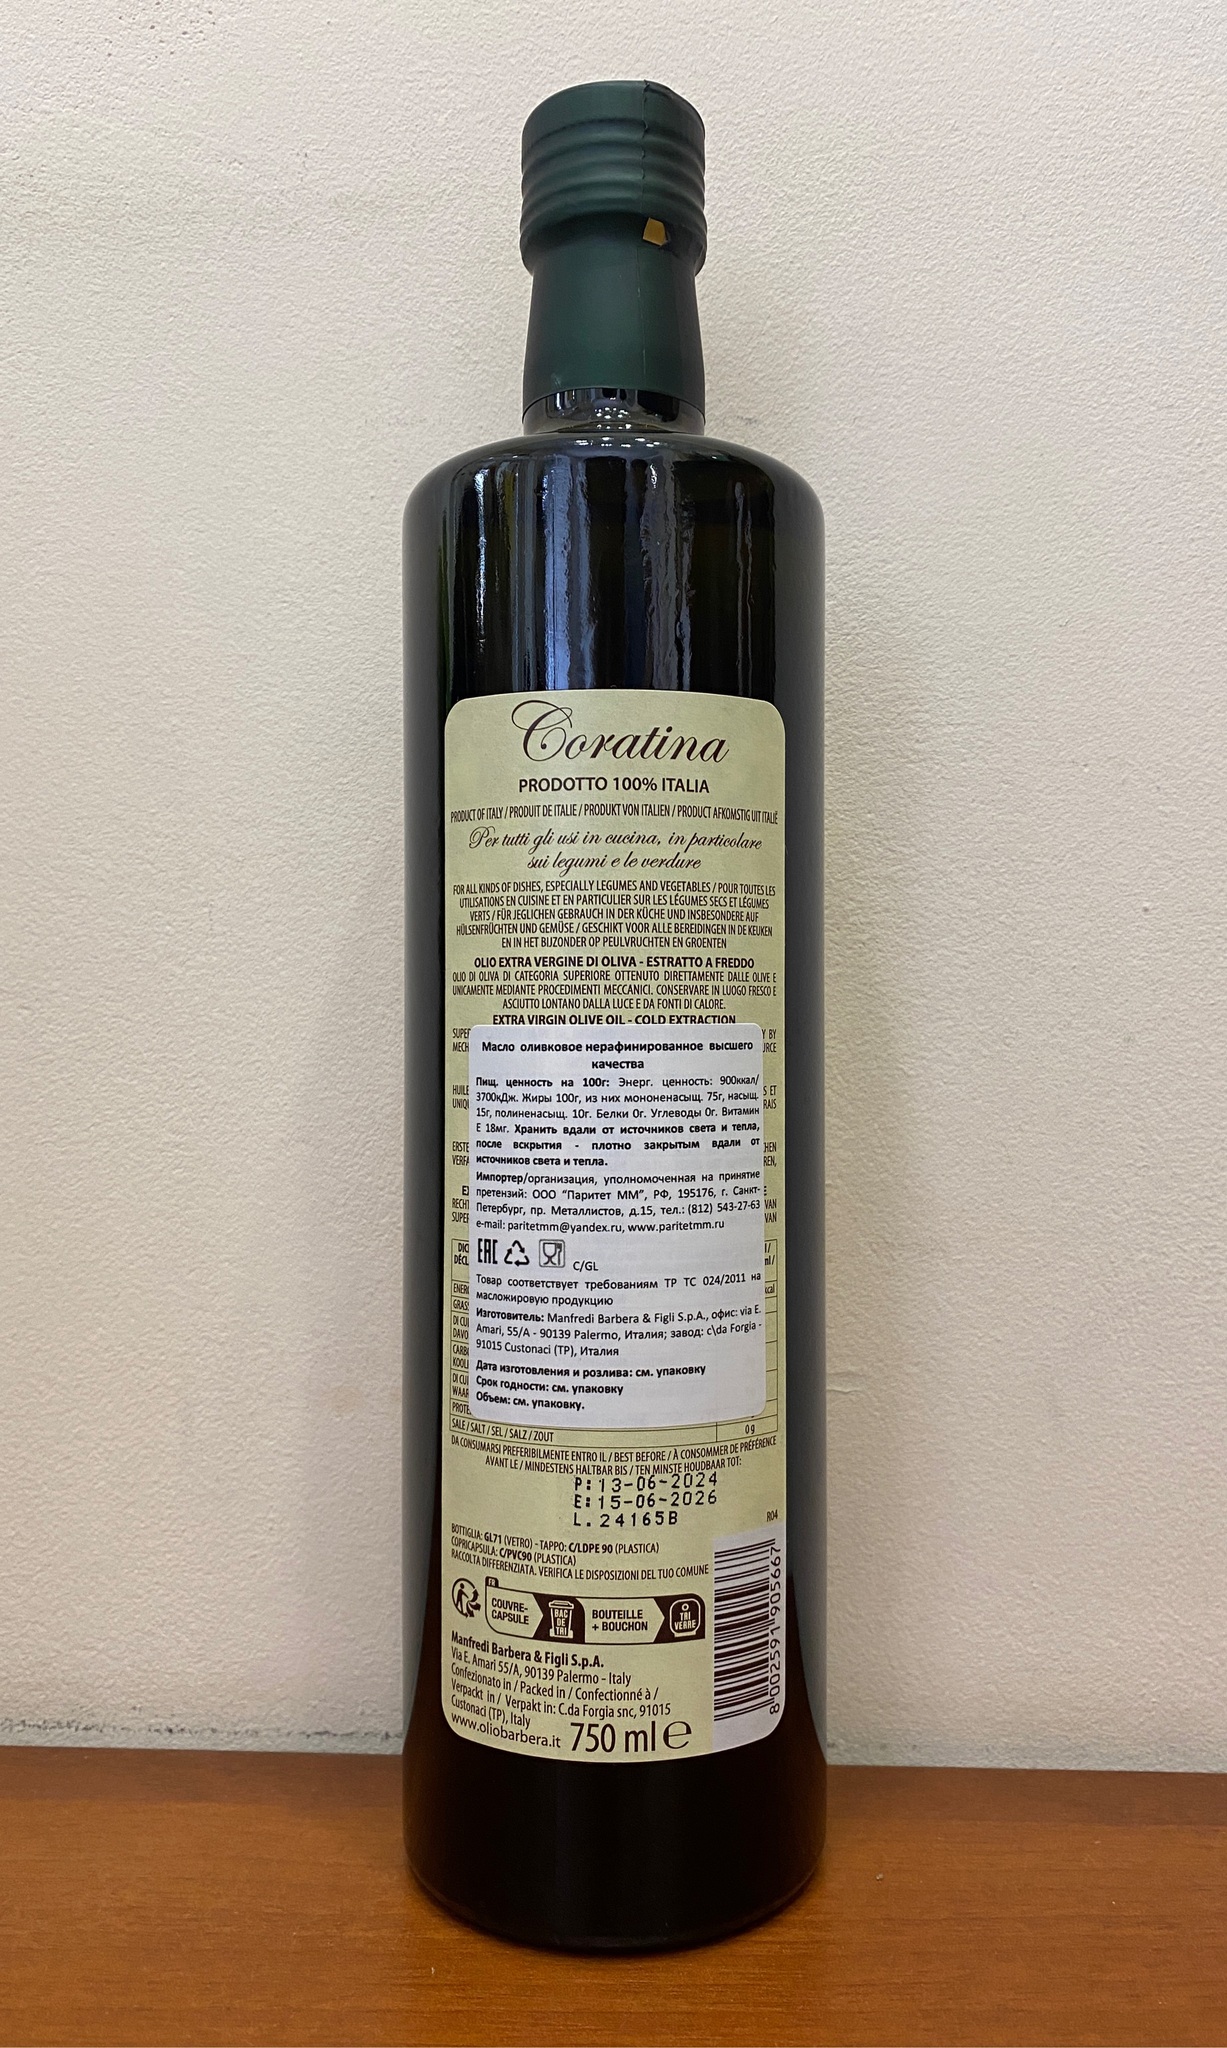 Coratina
PRODOTTO 100% ITALIA
PRODUCT OF ITALY / PRODUIT DE ITALIE / PRODUKT VON ITALIEN / PRODUCT AFKOMSTIG UIT ITALIË
Per tutti gli usi in cucina, in particolare
sui legumi e le verdure
FOR ALL KINDS OF DISHES, ESPECIALLY LEGUMES AND VEGETABLES / POUR TOUTES LES
UTILISATIONS EN CUISINE ET EN PARTICULIER SUR LES LÉGUMES SECS ET LÉGUMES
VERTS / FÜR JEGLICHEN GEBRAUCH IN DER KÜCHE UND INSBESONDERE AUF
HÜLSENFRÜCHTEN UND GEMÜSE / GESCHIKT VOOR ALLE BEREIDINGEN IN DE KEUKEN
EN IN HET BIJZONDER OP PEULVRUCHTEN EN GROENTEN
OLIO EXTRA VERGINE DI OLIVA - ESTRATTO A FREDDO
OLIO DI OLIVA DI CATEGORIA SUPERIORE OTTENUTO DIRETTAMENTE DALLE OLIVE E
UNICAMENTE MEDIANTE PROCEDIMENTI MECCANICI. CONSERVARE IN LUOGO FRESCO E
ASCIUTTO LONTANO DALLA LUCE E DA FONTI DI CALORE.
EXTRA VIRGIN OLIVE OIL - COLD EXTRACTION
Масло оливковое нерафинированное высшего
качества
Пищ. ценность на 100г: Энерг. ценность: 900ккал/
3700кДж. Жиры 100г, из них мононенасыщ. 75г, насыщ.
15г, полиненасыщ. 10г. Белки 0г. Углеводы 0г. Витамин
Е 18мг. Хранить вдали от источников света и тепла,
после вскрытия - плотно закрытым вдали от
источников света и тепла.
Импортер/организация, уполномоченная на принятие
претензий: ООО "Паритет ММ", РФ, 195176, г. Санкт-
Петербург, пр. Металлистов, д.15, тел.: (812) 543-27-63
e-mail: paritetmm@yandex.ru, www.paritetmm.ru
EAC C/GL
Товар соответствует требованиям ТР ТС 024/2011 на
масложировую продукцию
Изготовитель: Manfredi Barbera & Figli S.p.A., офис: via E.
Amari, 55/A - 90139 Palermo, Италия; завод: c\da Forgia -
91015 Custonaci (TP), Италия
Дата изготовления и розлива: см. упаковку
Срок годности: см. упаковку
Объем: см. упаковку.
SALE / SALT / SEL / SALZ / ZOUT 0 g
DA CONSUMARSI PREFERIBILMENTE ENTRO IL / BEST BEFORE / À CONSOMMER DE PRÉFÉRENCE
AVANT LE / MINDESTENS HALTBAR BIS / TEN MINSTE HOUDBAAR TOT:
P: 13-06-2024
E: 15-06-2026
L. 24165B
R04
BOTTIGLIA: GL71 (VETRO) - TAPPO: C/LDPE 90 (PLASTICA)
COPRICAPSULA: C/PVC90 (PLASTICA)
RACCOLTA DIFFERENZIATA. VERIFICA LE DISPOSIZIONI DEL TUO COMUNE
FR
COUVRE-
CAPSULE
BAC
DE
TRI
BOUTEILLE
+ BOUCHON
TRI
VERRE
Manfredi Barbera & Figli S.p.A.
Via E. Amari 55/A, 90139 Palermo - Italy
Confezionato in / Packed in / Confectionné à /
Verpackt in / Verpakt in: C.da Forgia snc, 91015
Custonaci (TP), Italy
www.oliobarbera.it 750 ml e
8 002591 905667